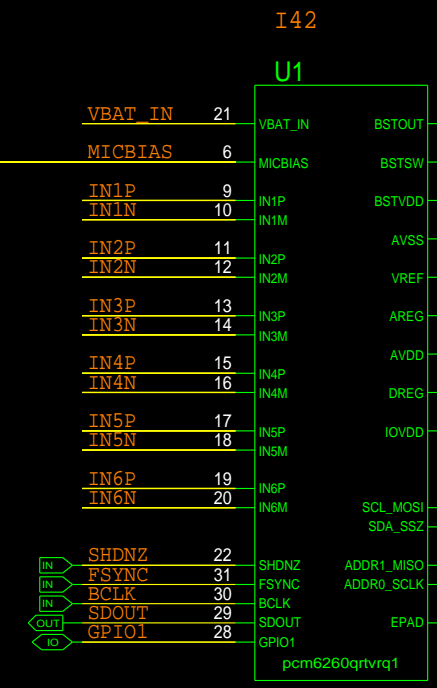 I42
U1
VBAT_IN 21 VBAT_IN BSTOUT
MICBIAS 6 MICBIAS BSTSW
IN1P 9 IN1P BSTVDD
IN1N 10 IN1M
AVSS
IN2P 11 IN2P
IN2N 12 IN2M VREF
IN3P 13 IN3P AREG
IN3N 14 IN3M
AVDD
IN4P 15 IN4P
IN4N 16 IN4M DREG
IN5P 17 IN5P IOVDD
IN5N 18 IN5M
IN6P 19 IN6P
IN6N 20 IN6M SCL_MOSI
SDA_SSZ
IN SHDNZ 22 SHDNZ ADDR1_MISO
IN FSYNC 31 FSYNC ADDR0_SCLK
IN BCLK 30 BCLK
OUT SDOUT 29 SDOUT EPAD
IO GPIO1 28 GPIO1
pcm6260qrtvrq1